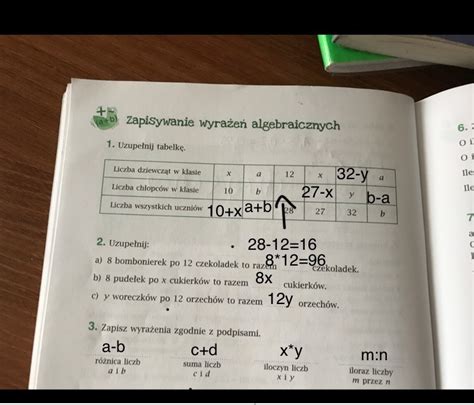 + -
(a+b)
Zapisywanie wyrażeń algebraicznych
1. Uzupełnij tabelkę.
Liczba dziewcząt w klasie x a 12 x 32-y a
Liczba chłopców w klasie 10 b 27-x y b-a
Liczba wszystkich uczniów 10+x a+b 28 27 32 b
2. Uzupełnij: 28-12=16
a) 8 bombonierek po 12 czekoladek to razem 8*12=96 czekoladek.
b) 8 pudełek po x cukierków to razem 8x cukierków.
c) y woreczków po 12 orzechów to razem 12y orzechów.
3. Zapisz wyrażenia zgodnie z podpisami.
a-b c+d x*y m:n
różnica liczb suma liczb iloczyn liczb iloraz liczby
a i b c i d x i y m przez n
6.